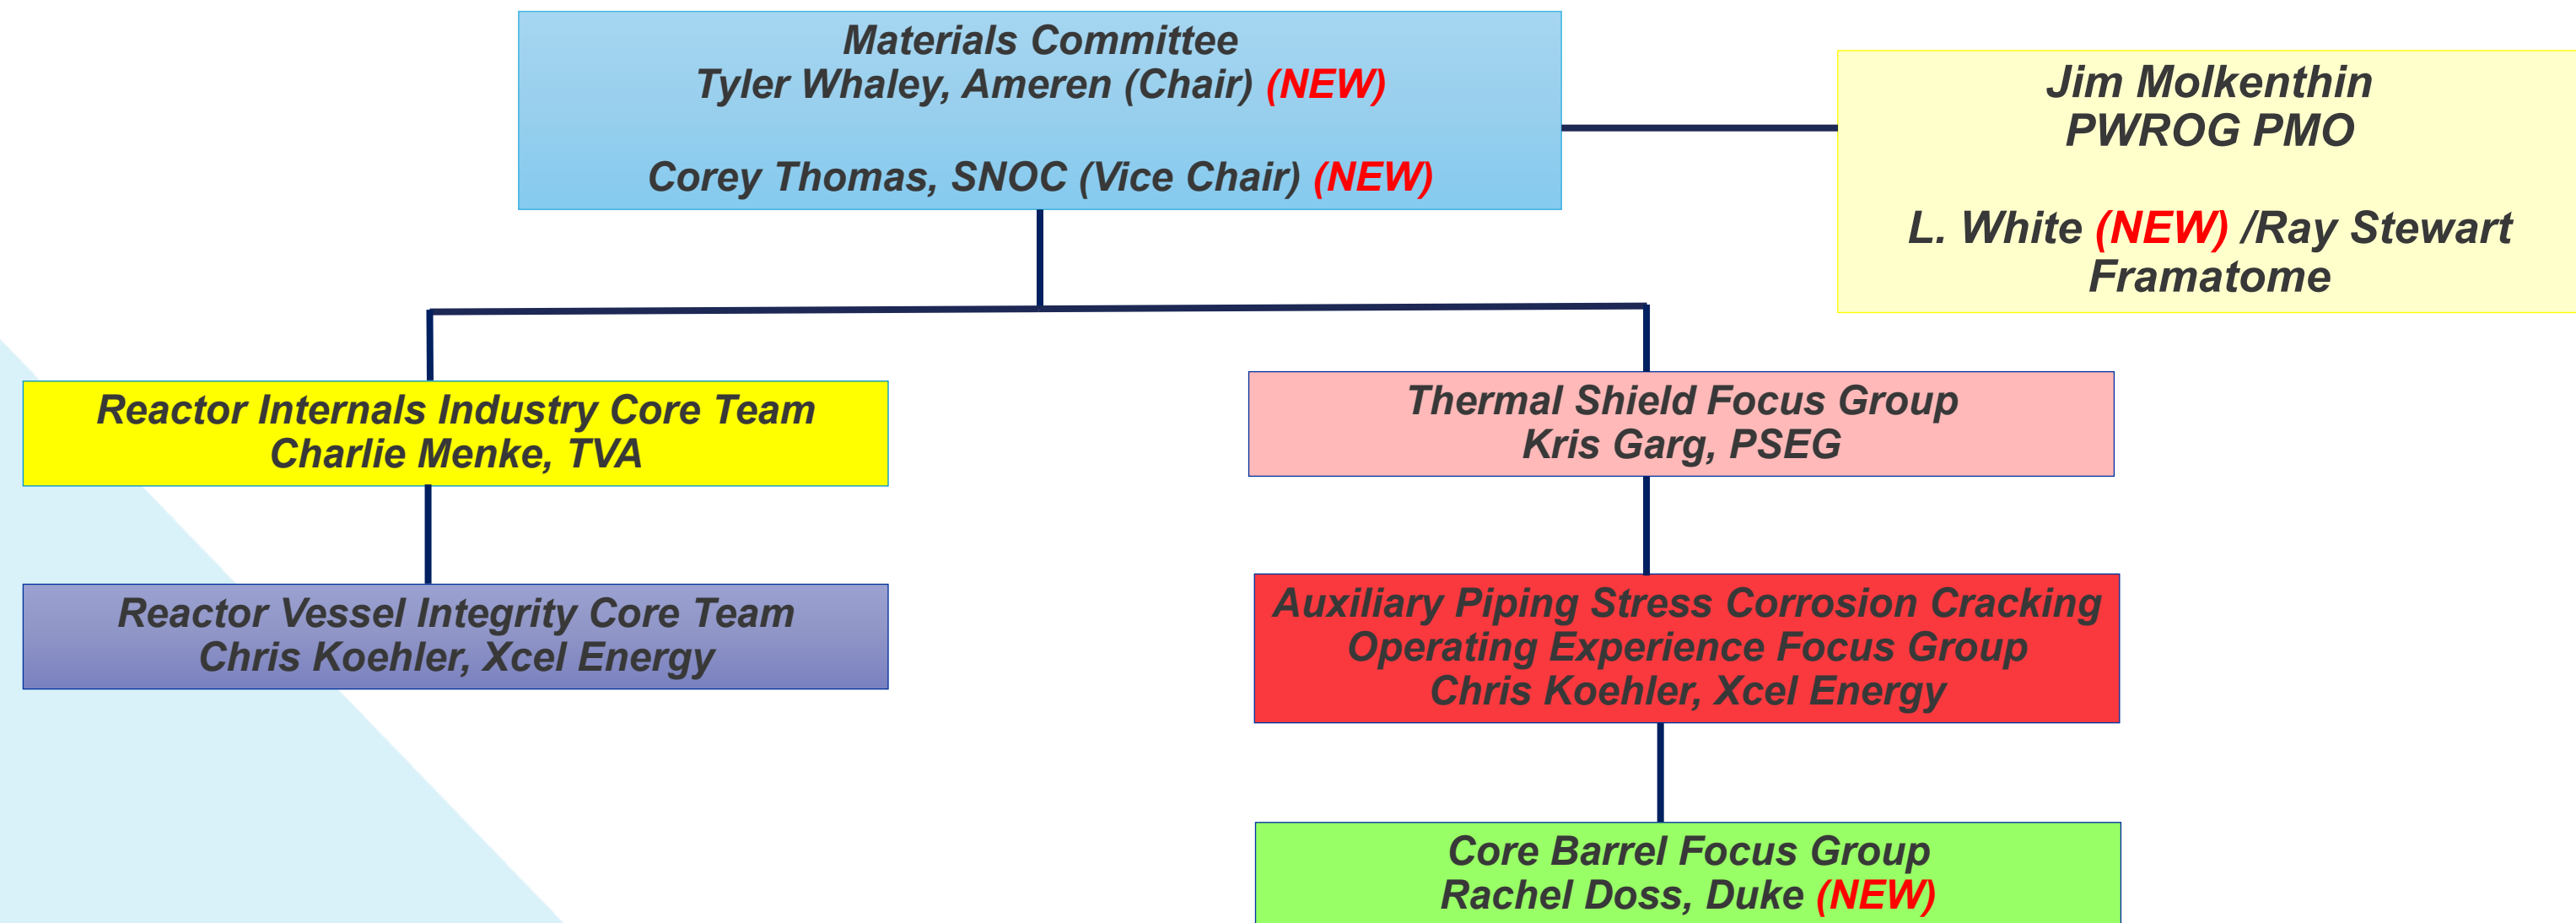 Materials Committee
Tyler Whaley, Ameren (Chair) (NEW)
Corey Thomas, SNOC (Vice Chair) (NEW)
Jim Molkenthin
PWROG PMO
L. White (NEW) /Ray Stewart
Framatome
Reactor Internals Industry Core Team
Charlie Menke, TVA
Thermal Shield Focus Group
Kris Garg, PSEG
Reactor Vessel Integrity Core Team
Chris Koehler, Xcel Energy
Auxiliary Piping Stress Corrosion Cracking
Operating Experience Focus Group
Chris Koehler, Xcel Energy
Core Barrel Focus Group
Rachel Doss, Duke (NEW)